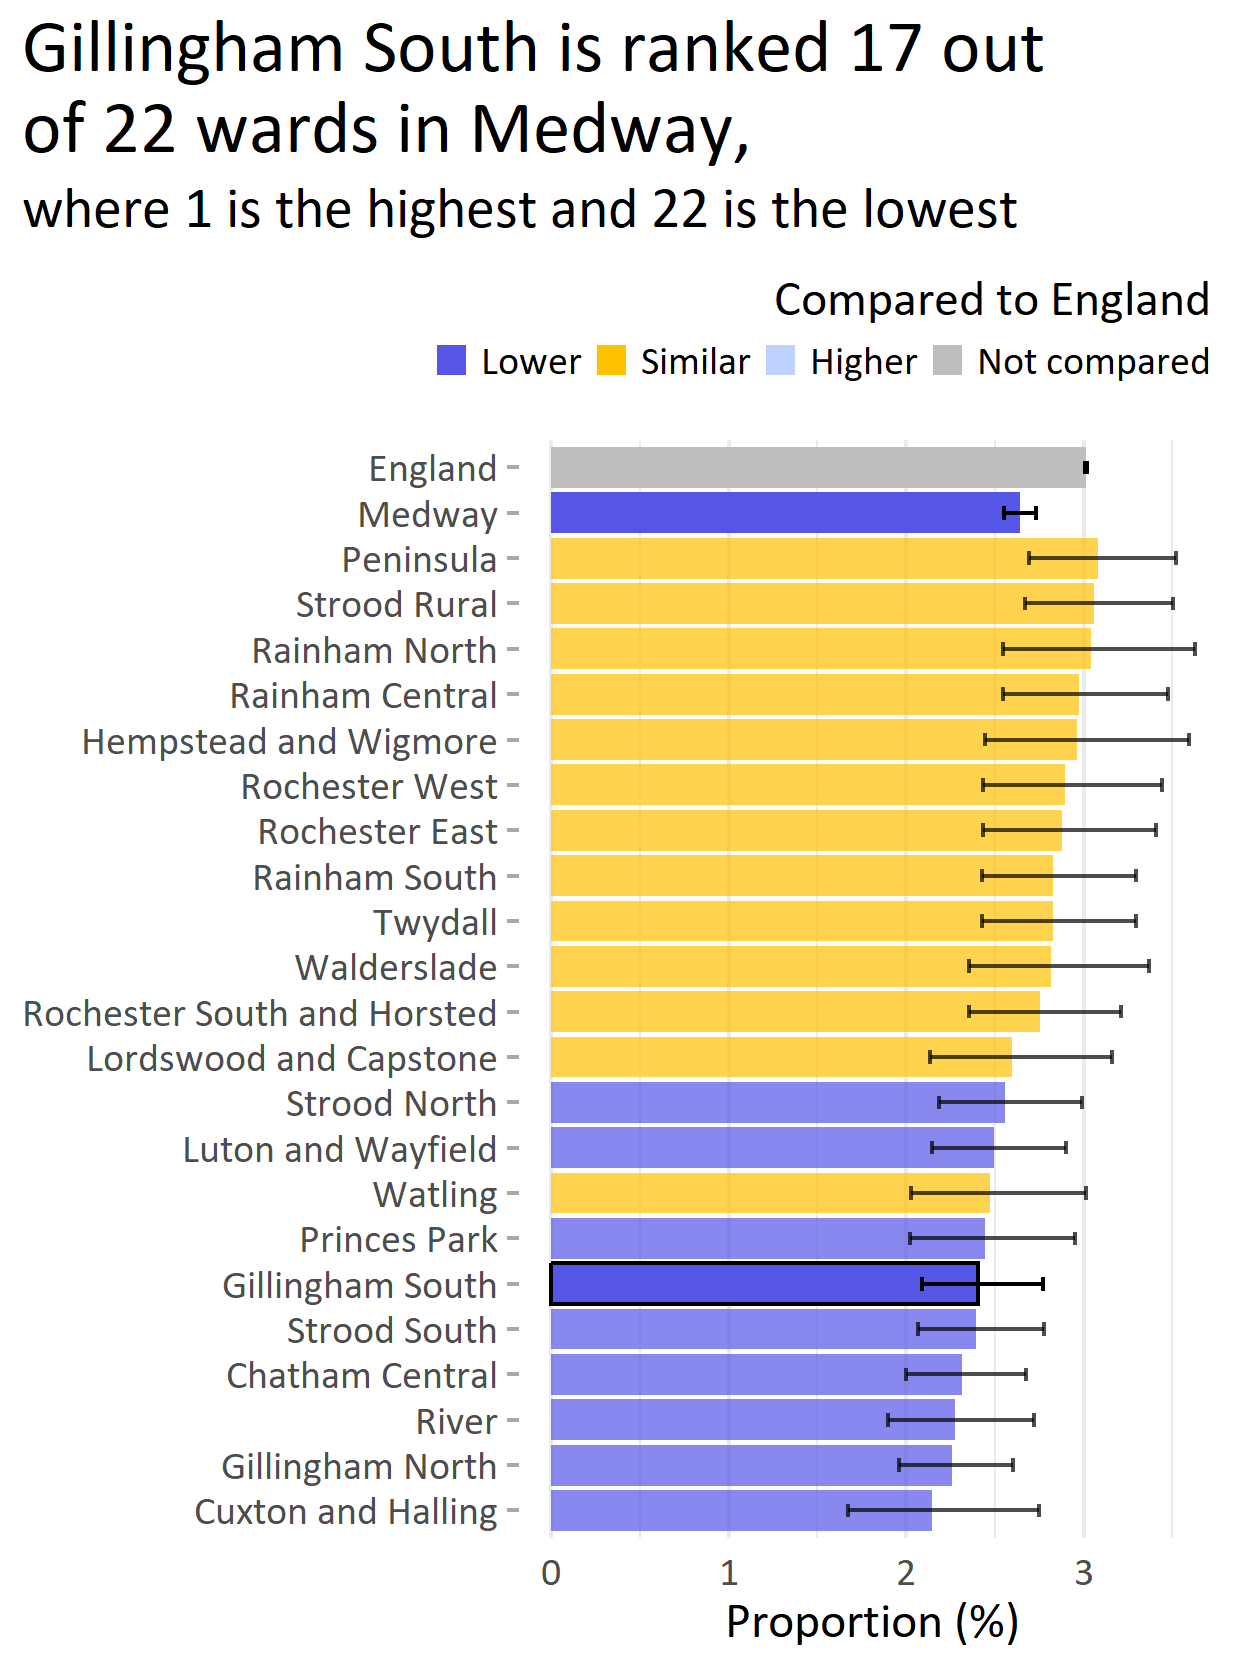 Gillingham South is ranked 17 out
of 22 wards in Medway,
where 1 is the highest and 22 is the lowest
Compared to England
Lower Similar Higher Not compared
England
Medway
Peninsula
Strood Rural
Rainham North
Rainham Central
Hempstead and Wigmore
Rochester West
Rochester East
Rainham South
Twydall
Walderslade
Rochester South and Horsted
Lordswood and Capstone
Strood North
Luton and Wayfield
Watling
Princes Park
Gillingham South
Strood South
Chatham Central
River
Gillingham North
Cuxton and Halling
0 1 2 3
Proportion (%)